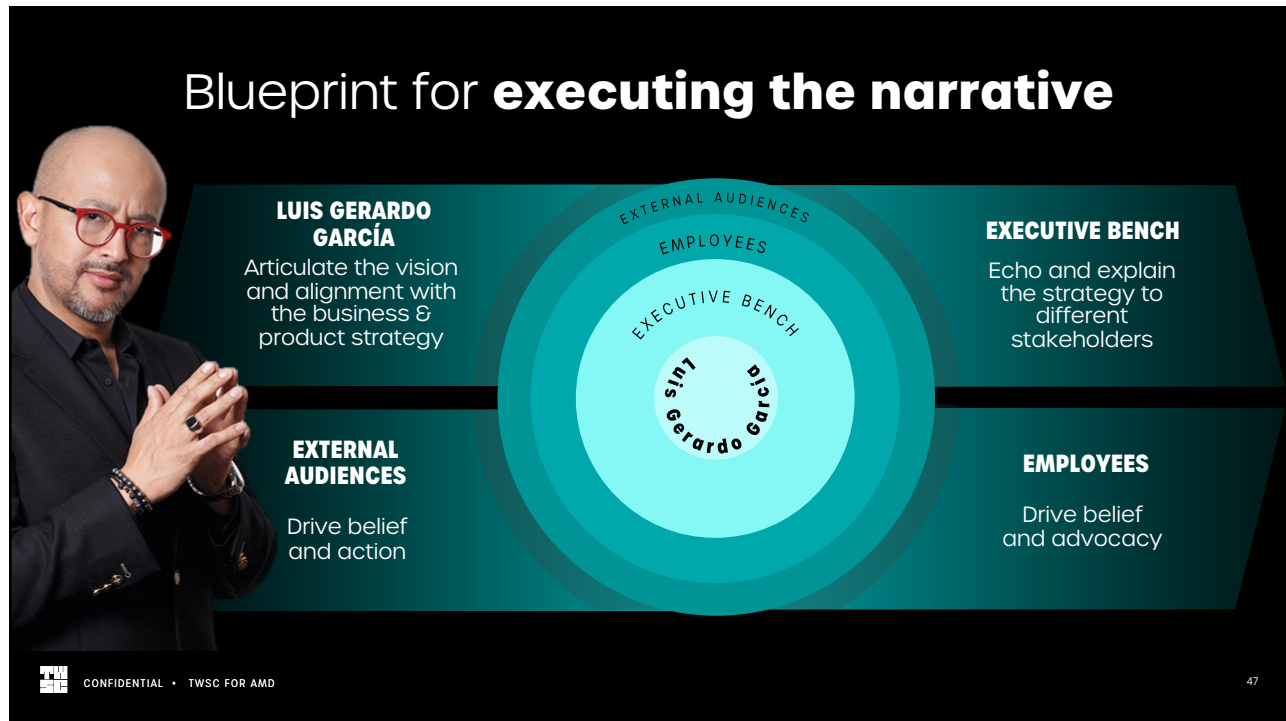 Blueprint for executing the narrative
LUIS GERARDO
GARCÍA
Articulate the vision
and alignment with
the business &
product strategy
EXTERNAL AUDIENCES
EMPLOYEES
EXECUTIVE BENCH
Luis Gerardo García
EXECUTIVE BENCH
Echo and explain
the strategy to
different
stakeholders
EXTERNAL
AUDIENCES
Drive belief
and action
EMPLOYEES
Drive belief
and advocacy
TW
SC
CONFIDENTIAL • TWSC FOR AMD
47